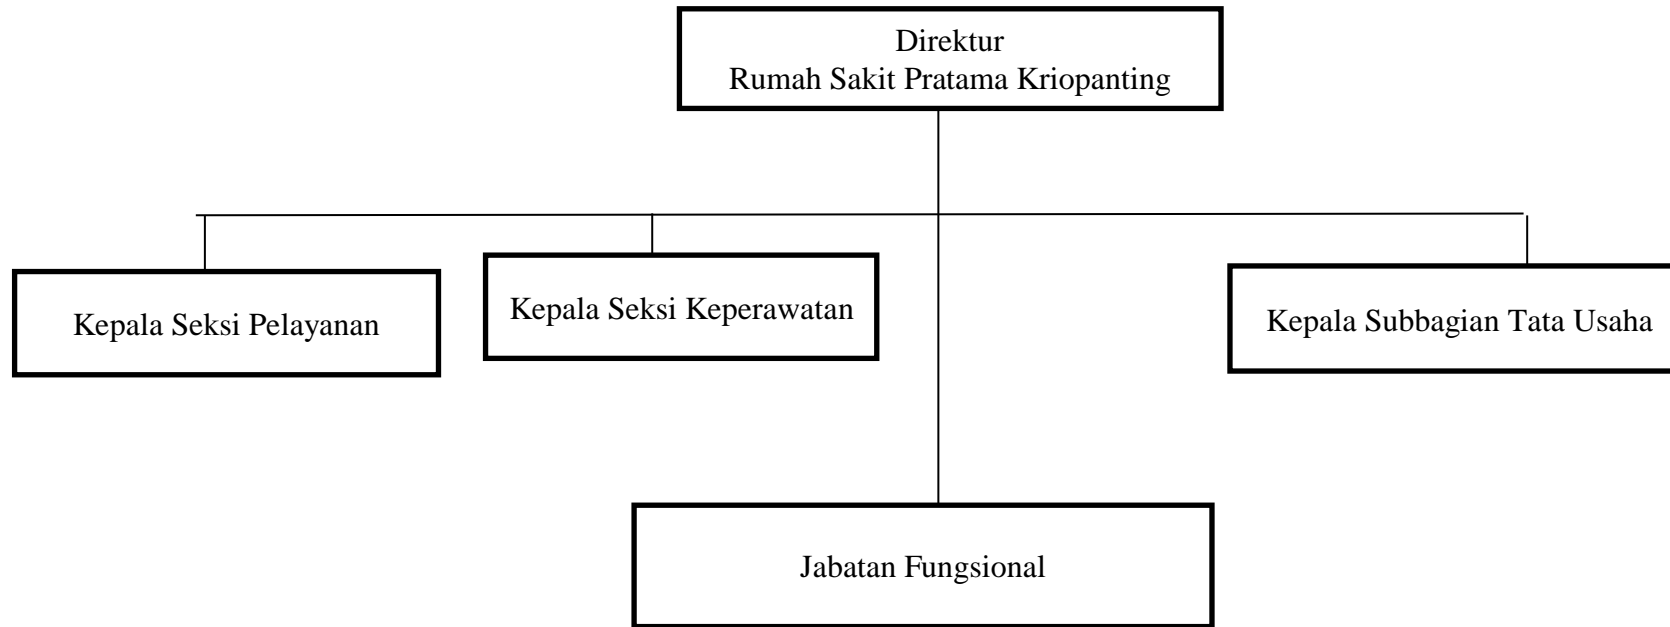 Direktur
Rumah Sakit Pratama Kriopanting
Kepala Seksi Pelayanan
Kepala Seksi Keperawatan
Kepala Subbagian Tata Usaha
Jabatan Fungsional